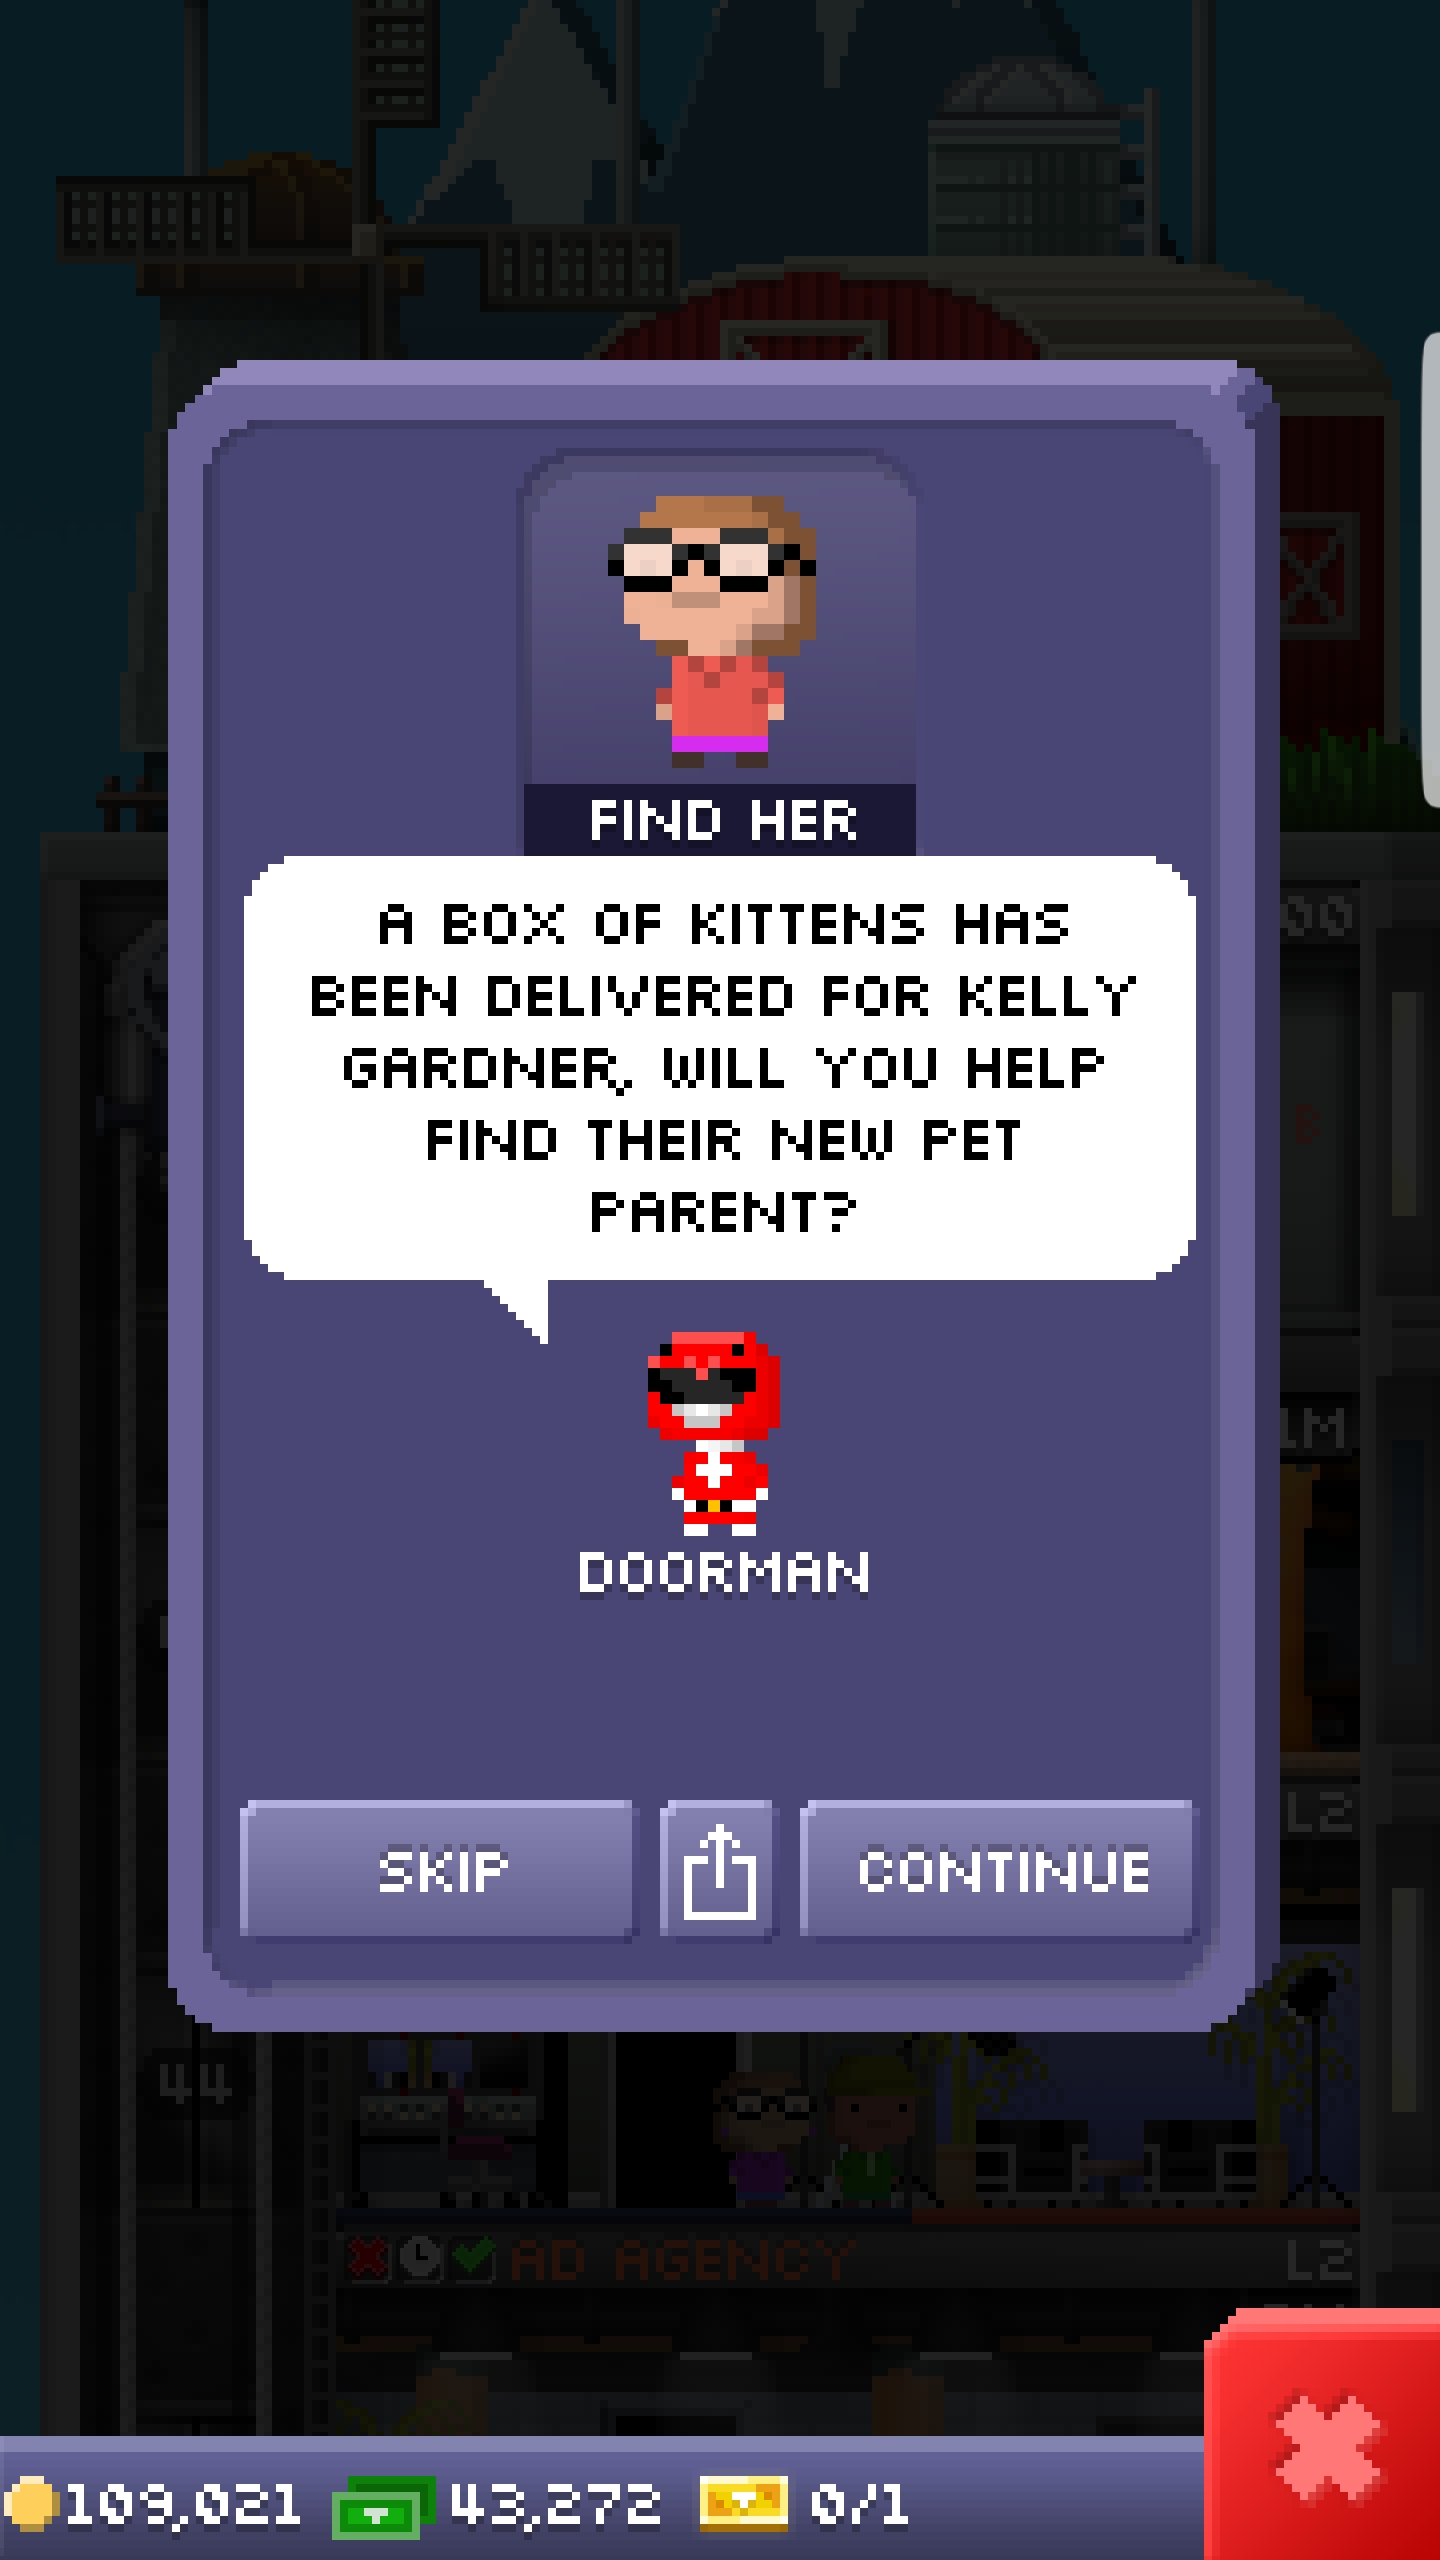 FIND HER
A BOX OF KITTENS HAS
BEEN DELIVERED FOR KELLY
GARDNER, WILL YOU HELP
FIND THEIR NEW PET
PARENT?
DOORMAN
SKIP
CONTINUE
L2
44
AD AGENCY L2
109,021 43,272 0/1